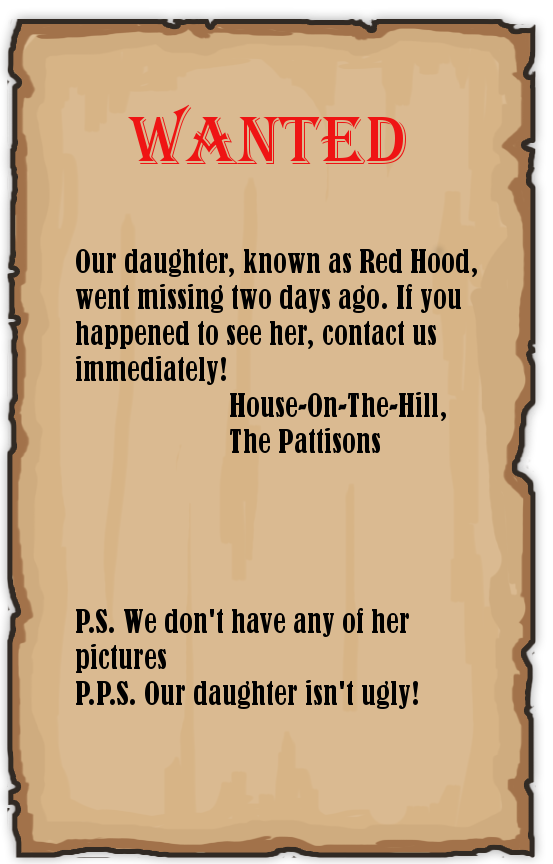 WANTED
Our daughter, known as Red Hood,
went missing two days ago. If you
happened to see her, contact us
immediately!
House-On-The-Hill,
The Pattisons
P.S. We don't have any of her
pictures
P.P.S. Our daughter isn't ugly!